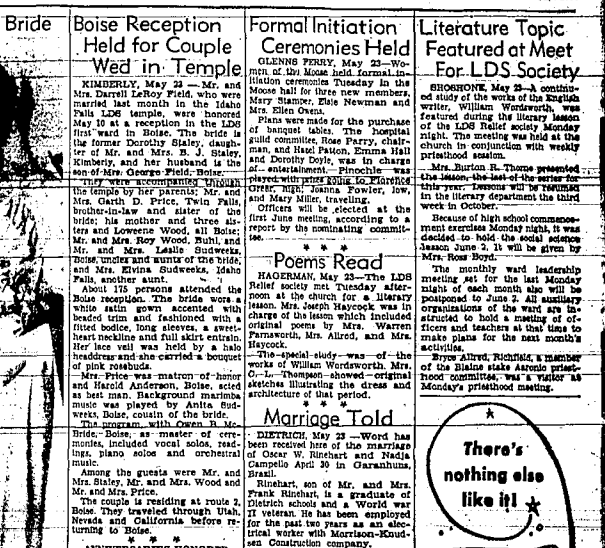 Bride
Boise Reception
Held for Couple
Wed in Temple
KIMBERLY, May 23 — Mr. and
Mrs. Darrell LeRoy Field, who were
married last month in the Idaho
Falls LDS temple, were honored
May 10 at a reception in the LDS
first ward in Boise. The bride is
the former Dorothy Staley, daugh-
ter of Mr. and Mrs. B. J. Staley,
Kimberly, and her husband is the
son of Mrs. George Field, Boise.
They were accompanied through
the temple by her parents; Mr. and
Mrs. Garth D. Price, Twin Falls,
brother-in-law and sister of the
bride; his mother and three sis-
ters and Loweene Wood, all Boise;
Mr. and Mrs. Roy Wood, Buhl, and
Mr. and Mrs. Leslie Sudweeks,
Boise, uncles and aunts of the bride,
and Mrs. Elvina Sudweeks, Idaho
Falls, another aunt.
About 175 persons attended the
Boise reception. The bride wore a
white satin gown accented with
beaded trim and fashioned with a
fitted bodice, long sleeves, a sweet-
heart neckline and full skirt entrain.
Her lace veil was held by a halo
headdress and she carried a bouquet
of pink rosebuds.
Mrs. Price was matron of honor
and Harold Anderson, Boise, acted
as best man. Background marimba
music was played by Anita Sud-
weeks, Boise, cousin of the bride.
The program, with Owen B. Mc-
Bride, Boise, as master of cere-
monies, included vocal solos, read-
ings, piano solos and orchestral
music.
Among the guests were Mr. and
Mrs. Staley, Mr. and Mrs. Wood and
Mr. and Mrs. Price.
The couple is residing at route 2,
Boise. They traveled through Utah,
Nevada and California before re-
turning to Boise.
* * *
Formal Initiation
Ceremonies Held
GLENNS FERRY, May 23—Wo-
men of the Moose held formal in-
itiation ceremonies Tuesday in the
Moose hall for three new members,
Mary Stamper, Elsie Newman and
Mrs. Ellen Owens.
Plans were made for the purchase
of banquet tables. The hospital
guild committee, Rose Parry, chair-
man, and Hazel Patton, Emma Hall
and Dorothy Doyle, was in charge
of entertainment. Pinochle was
played with prize going to Florence
Greer, high; Joanna Fowler, low,
and Mary Miller, traveling.
Officers will be elected at the
first June meeting, according to a
report by the nominating commit-
tee.
* * *
Poems Read
HAGERMAN, May 23—The LDS
Relief society met Tuesday after-
noon at the church for a literary
lesson. Mrs. Joseph Haycock was in
charge of the lesson which included
original poems by Mrs. Warren
Farnsworth, Mrs. Allred, and Mrs.
Haycock.
The special study was of the
works of William Wordsworth. Mrs.
C. L. Thompson showed original
sketches illustrating the dress and
architecture of that period.
* * *
Marriage Told
DIETRICH, May 23 —Word has
been received here of the marriage
of Oscar W. Rinehart and Nadja
Campello April 30 in Garanhuns,
Brazil.
Rinehart, son of Mr. and Mrs.
Frank Rinehart, is a graduate of
Dietrich schools and a World war
II veteran. He has been employed
for the past two years as an elec-
trical worker with Morrison-Knud-
sen Construction company.
Literature Topic
Featured at Meet
For LDS Society
SHOSHONE, May 23—A continu-
ed study of the works of the English
writer, William Wordsworth, was
featured during the literary lesson
of the LDS Relief society Monday
night. The meeting was held at the
church in conjunction with weekly
priesthood session.
Mrs. Burton R. Thorne presented
the lesson, the last of the series for
this year. Lessons will be resumed
in the literary department the third
week in October.
Because of high school commence-
ment exercises Monday night, it was
decided to hold the social science
lesson June 2. It will be given by
Mrs. Ross Boyd.
The monthly ward leadership
meeting set for the last Monday
night of each month also will be
postponed to June 2. All auxiliary
organizations of the ward are in-
structed to hold a meeting of of-
ficers and teachers at that time to
make plans for the next month's
activities.
Bryce Allred, Richfield, a member
of the Blaine stake Aaronic priest-
hood committee, was a visitor at
Monday's priesthood meeting.
There's
nothing else
like it!